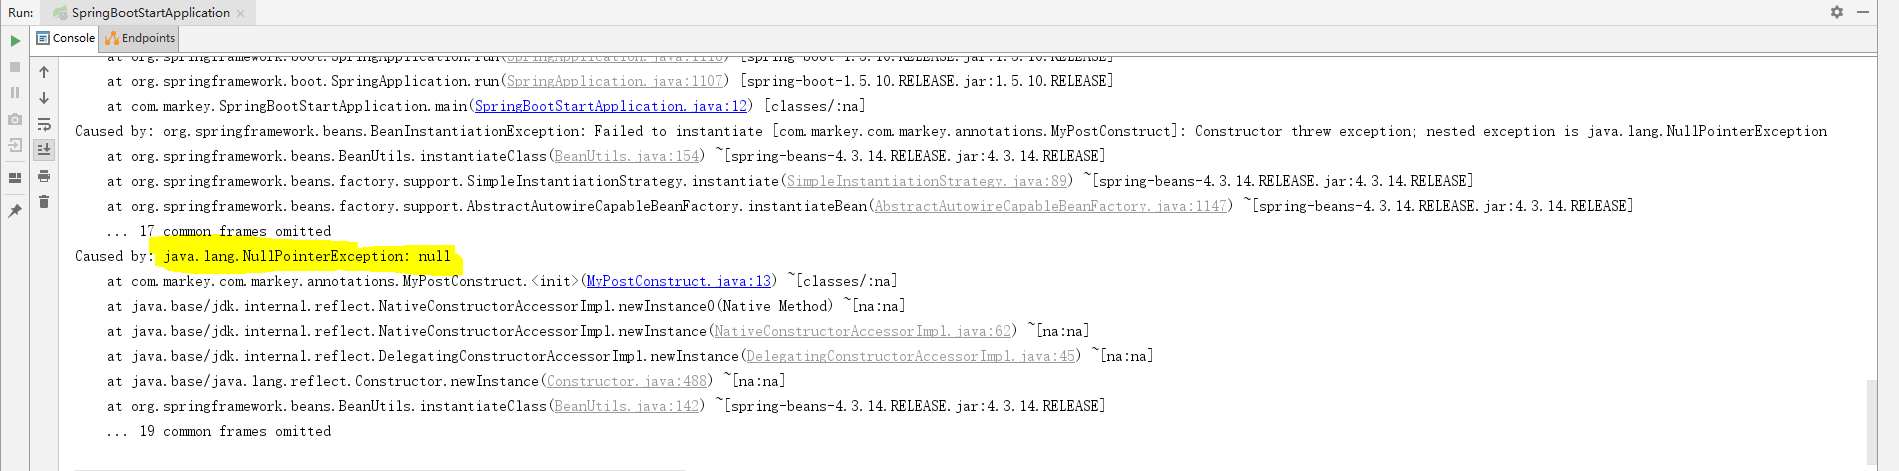 Run: SpringBootStartApplication ×
Console Endpoints
at org.springframework.boot.SpringApplication.run(SpringApplication.java:1118) [spring-boot-1.5.10.RELEASE.jar:1.5.10.RELEASE]
at org.springframework.boot.SpringApplication.run(SpringApplication.java:1107) [spring-boot-1.5.10.RELEASE.jar:1.5.10.RELEASE]
at com.markey.SpringBootStartApplication.main(SpringBootStartApplication.java:12) [classes/:na]
Caused by: org.springframework.beans.BeanInstantiationException: Failed to instantiate [com.markey.com.markey.annotations.MyPostConstruct]: Constructor threw exception; nested exception is java.lang.NullPointerException
at org.springframework.beans.BeanUtils.instantiateClass(BeanUtils.java:154) ~[spring-beans-4.3.14.RELEASE.jar:4.3.14.RELEASE]
at org.springframework.beans.factory.support.SimpleInstantiationStrategy.instantiate(SimpleInstantiationStrategy.java:89) ~[spring-beans-4.3.14.RELEASE.jar:4.3.14.RELEASE]
at org.springframework.beans.factory.support.AbstractAutowireCapableBeanFactory.instantiateBean(AbstractAutowireCapableBeanFactory.java:1147) ~[spring-beans-4.3.14.RELEASE.jar:4.3.14.RELEASE]
... 17 common frames omitted
Caused by: java.lang.NullPointerException: null
at com.markey.com.markey.annotations.MyPostConstruct.<init>(MyPostConstruct.java:13) ~[classes/:na]
at java.base/jdk.internal.reflect.NativeConstructorAccessorImpl.newInstance0(Native Method) ~[na:na]
at java.base/jdk.internal.reflect.NativeConstructorAccessorImpl.newInstance(NativeConstructorAccessorImpl.java:62) ~[na:na]
at java.base/jdk.internal.reflect.DelegatingConstructorAccessorImpl.newInstance(DelegatingConstructorAccessorImpl.java:45) ~[na:na]
at java.base/java.lang.reflect.Constructor.newInstance(Constructor.java:488) ~[na:na]
at org.springframework.beans.BeanUtils.instantiateClass(BeanUtils.java:142) ~[spring-beans-4.3.14.RELEASE.jar:4.3.14.RELEASE]
... 19 common frames omitted